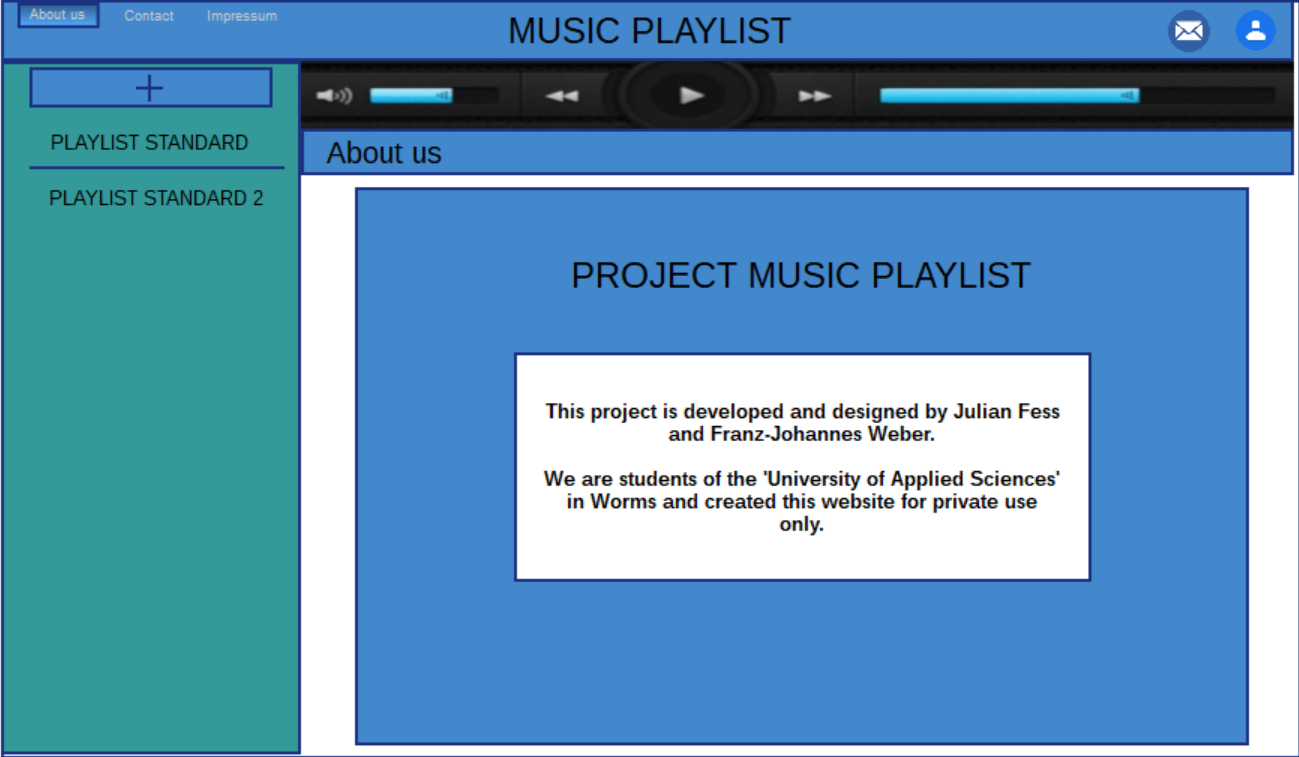 About us
Contact
Impressum
MUSIC PLAYLIST
PLAYLIST STANDARD
PLAYLIST STANDARD 2
About us
PROJECT MUSIC PLAYLIST
This project is developed and designed by Julian Fess
and Franz-Johannes Weber.
We are students of the 'University of Applied Sciences'
in Worms and created this website for private use
only.